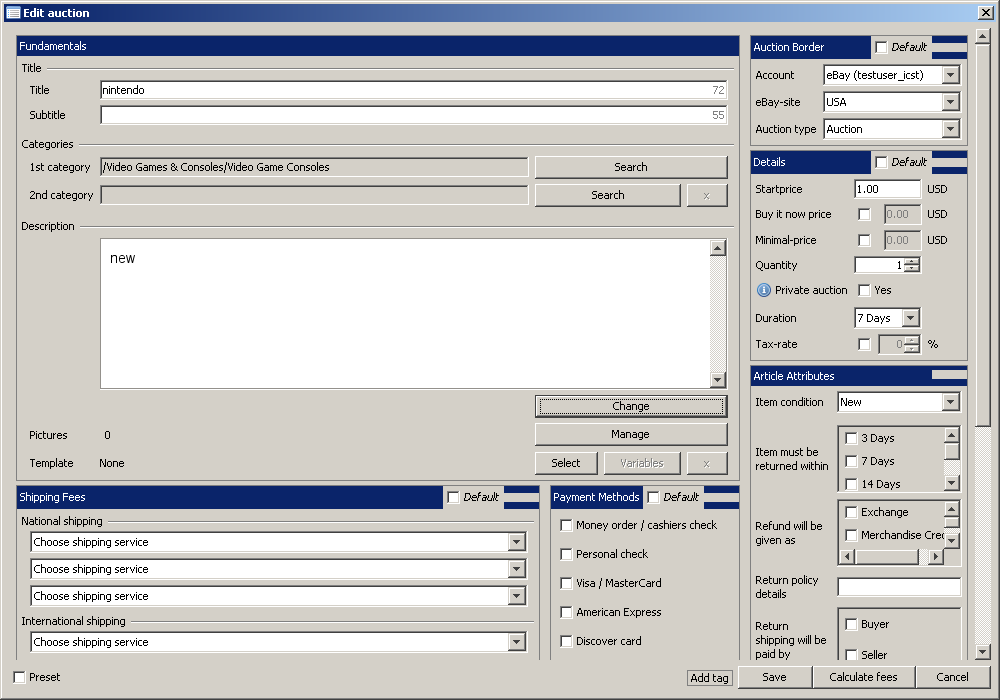 Edit auction
Fundamentals
Title
Title nintendo 72
Subtitle 55
Categories
1st category /Video Games & Consoles/Video Game Consoles Search
2nd category Search x
Description
new
Change
Pictures 0 Manage
Template None Select Variables x
Shipping Fees Default
National shipping
Choose shipping service
Choose shipping service
Choose shipping service
International shipping
Choose shipping service
Payment Methods Default
Money order / cashiers check
Personal check
Visa / MasterCard
American Express
Discover card
Auction Border Default
Account eBay (testuser_icst)
eBay-site USA
Auction type Auction
Details Default
Startprice 1.00 USD
Buy it now price 0.00 USD
Minimal-price 0.00 USD
Quantity 1
i Private auction Yes
Duration 7 Days
Tax-rate 0 %
Article Attributes
Item condition New
Item must be
returned within
3 Days
7 Days
14 Days
Refund will be
given as
Exchange
Merchandise Cre
Return policy
details
Return
shipping will be
paid by
Buyer
Seller
Preset
Add tag Save Calculate fees Cancel